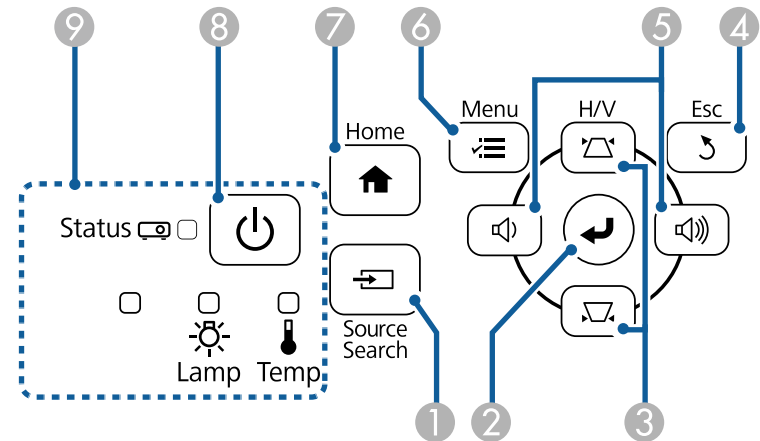 9
8
7
6
5
4
Menu
H/V
Esc
Home
Status
Source
Search
Lamp
Temp
1
2
3